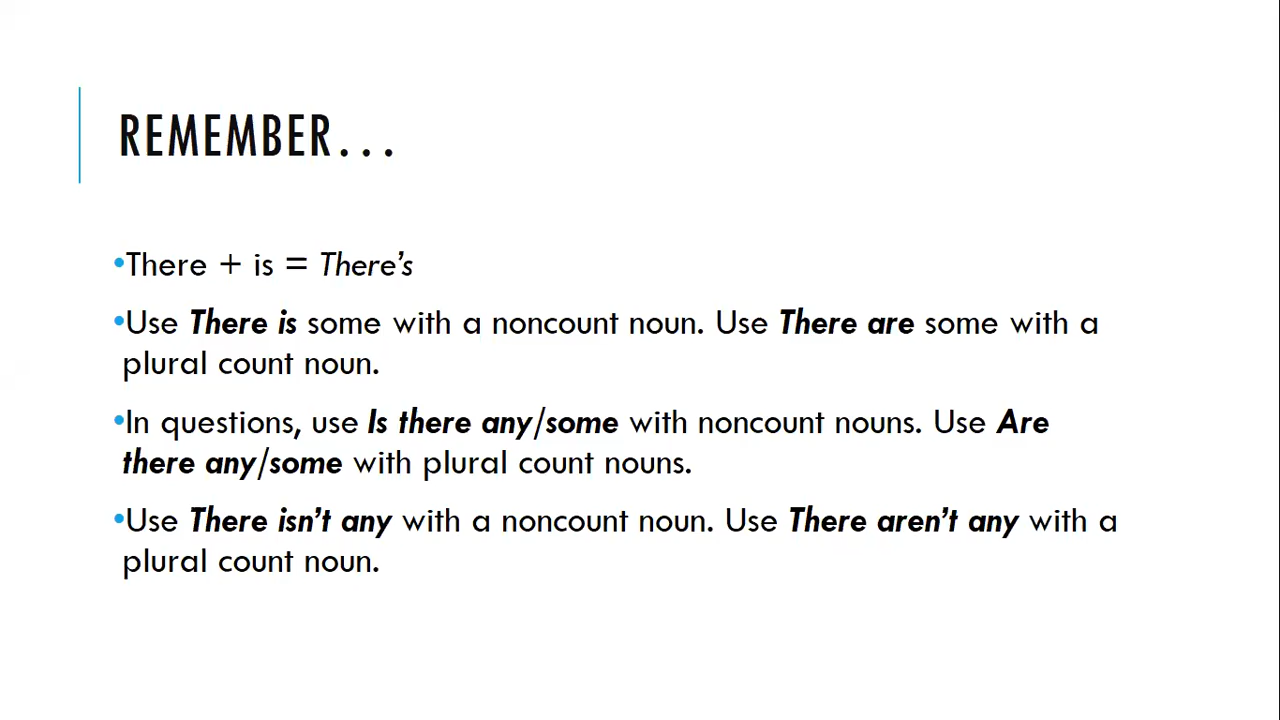 REMEMBER...
•There + is = There's
•Use There is some with a noncount noun. Use There are some with a
plural count noun.
•In questions, use Is there any/some with noncount nouns. Use Are
there any/some with plural count nouns.
•Use There isn't any with a noncount noun. Use There aren't any with a
plural count noun.